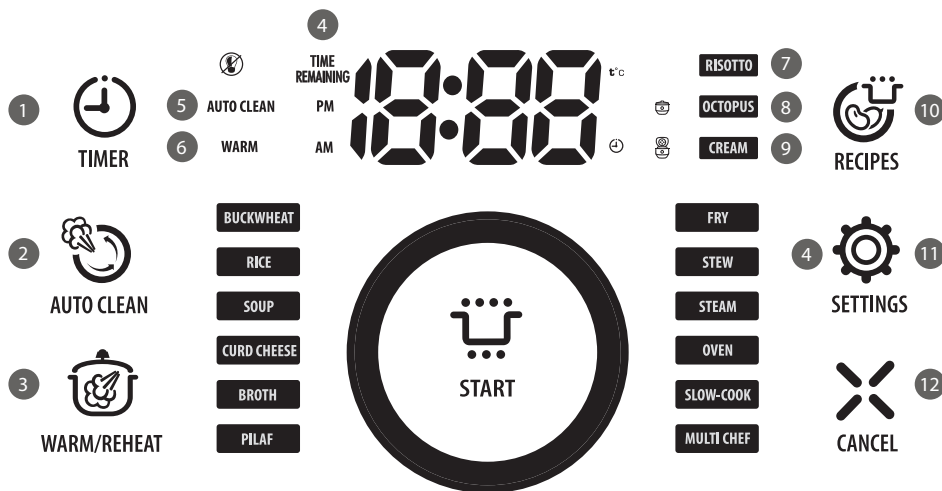 4
TIME
REMAINING
18:88
t°c
RISOTTO
7
1
TIMER
5
AUTO CLEAN
PM
OCTOPUS
8
6
WARM
AM
CREAM
9
10
RECIPES
BUCKWHEAT
FRY
2
AUTO CLEAN
RICE
STEW
4
11
SETTINGS
SOUP
STEAM
START
CURD CHEESE
OVEN
3
WARM/REHEAT
BROTH
SLOW-COOK
12
CANCEL
PILAF
MULTI CHEF